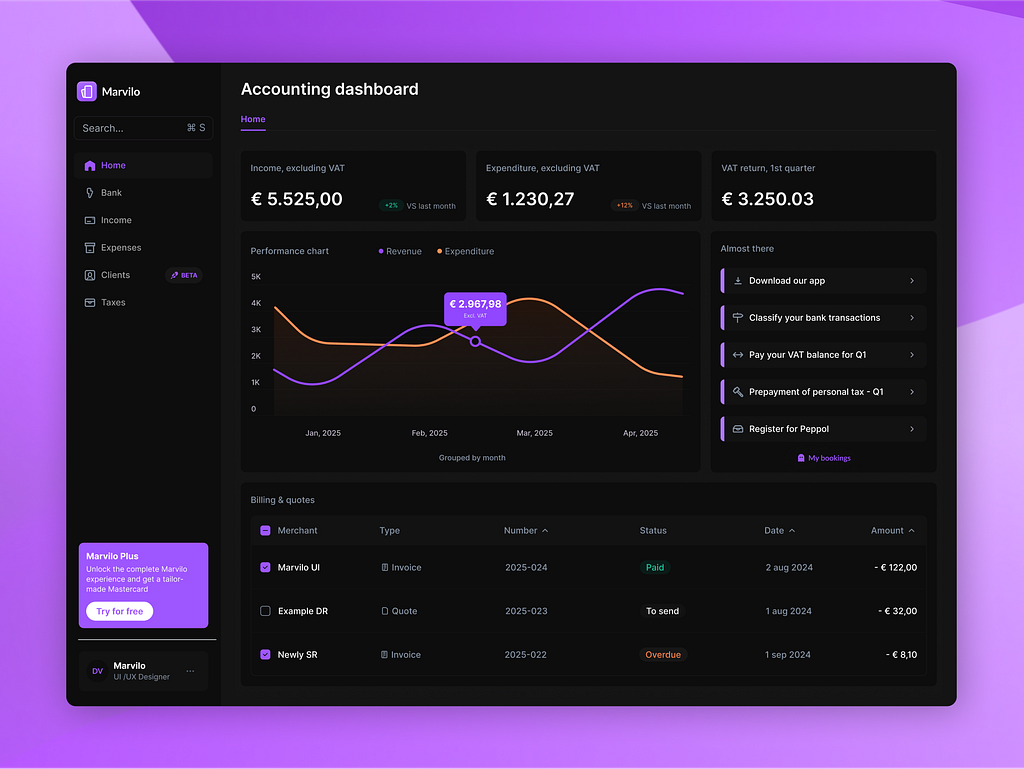 Marvilo
Search... ⌘ S
Home
Bank
Income
Expenses
Clients BETA
Taxes
Marvilo Plus
Unlock the complete Marvilo
experience and get a tailor-
made Mastercard
Try for free
DV Marvilo
UI /UX Designer
Accounting dashboard
Home
Income, excluding VAT
€ 5.525,00 +2% VS last month
Expenditure, excluding VAT
€ 1.230,27 +12% VS last month
VAT return, 1st quarter
€ 3.250.03
Performance chart Revenue Expenditure
5K
4K
3K
2K
1K
0
€ 2.967,98
Excl. VAT
Jan, 2025 Feb, 2025 Mar, 2025 Apr, 2025
Grouped by month
Almost there
Download our app
Classify your bank transactions
Pay your VAT balance for Q1
Prepayment of personal tax - Q1
Register for Peppol
My bookings
Billing & quotes
Merchant Type Number Status Date Amount
Marvilo UI Invoice 2025-024 Paid 2 aug 2024 - € 122,00
Example DR Quote 2025-023 To send 1 aug 2024 - € 32,00
Newly SR Invoice 2025-022 Overdue 1 sep 2024 - € 8,10